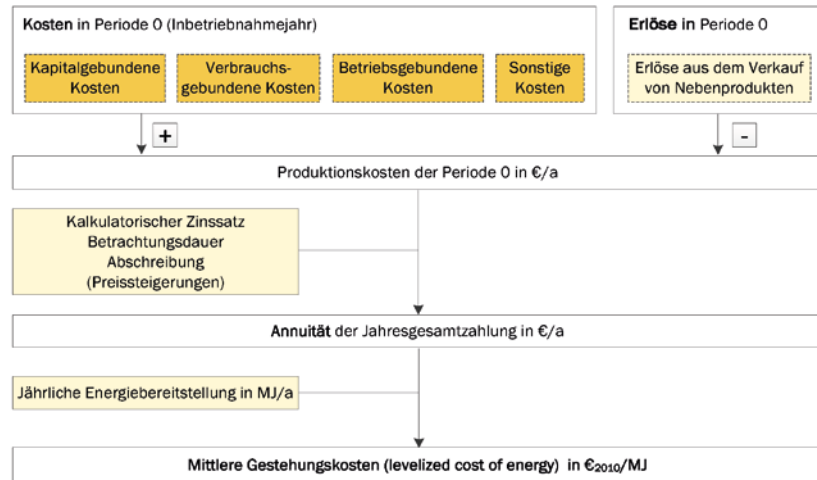 Kosten in Periode 0 (Inbetriebnahmejahr)
Kapitalgebundene
Kosten
Verbrauchs-
gebundene Kosten
Betriebsgebundene
Kosten
Sonstige
Kosten
Erlöse in Periode 0
Erlöse aus dem Verkauf
von Nebenprodukten
+
-
Produktionskosten der Periode 0 in €/a
Kalkulatorischer Zinssatz
Betrachtungsdauer
Abschreibung
(Preissteigerungen)
Annuität der Jahresgesamtzahlung in €/a
Jährliche Energiebereitstellung in MJ/a
Mittlere Gestehungskosten (levelized cost of energy) in €2010/MJ